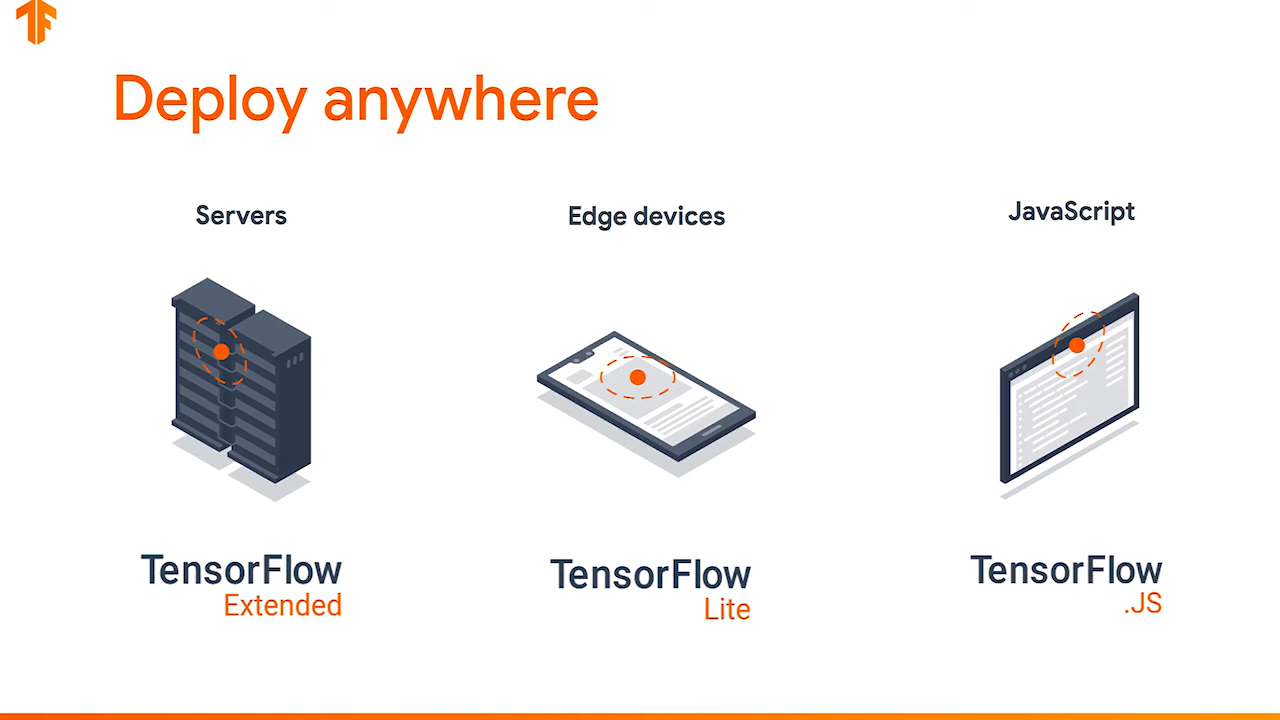 Deploy anywhere
Servers
Edge devices
JavaScript
TensorFlow
Extended
TensorFlow
Lite
TensorFlow
.JS